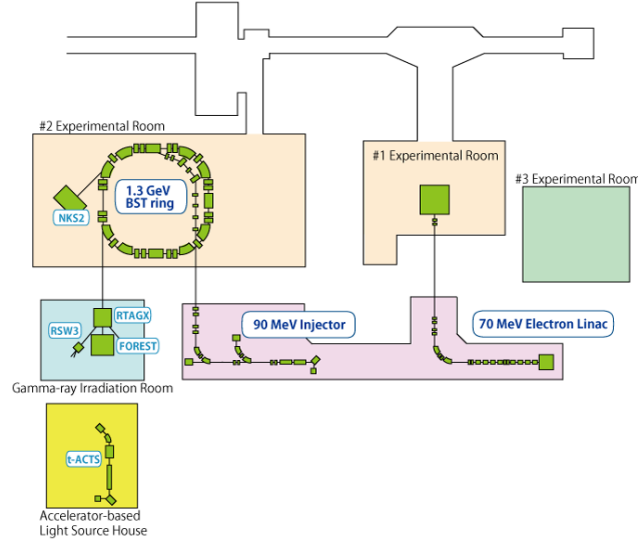 #2 Experimental Room
#1 Experimental Room
1.3 GeV
BST ring
#3 Experimental Room
NKS2
RTAGX
RSW3
FOREST
90 MeV Injector
70 MeV Electron Linac
Gamma-ray Irradiation Room
t-ACTS
Accelerator-based
Light Source House